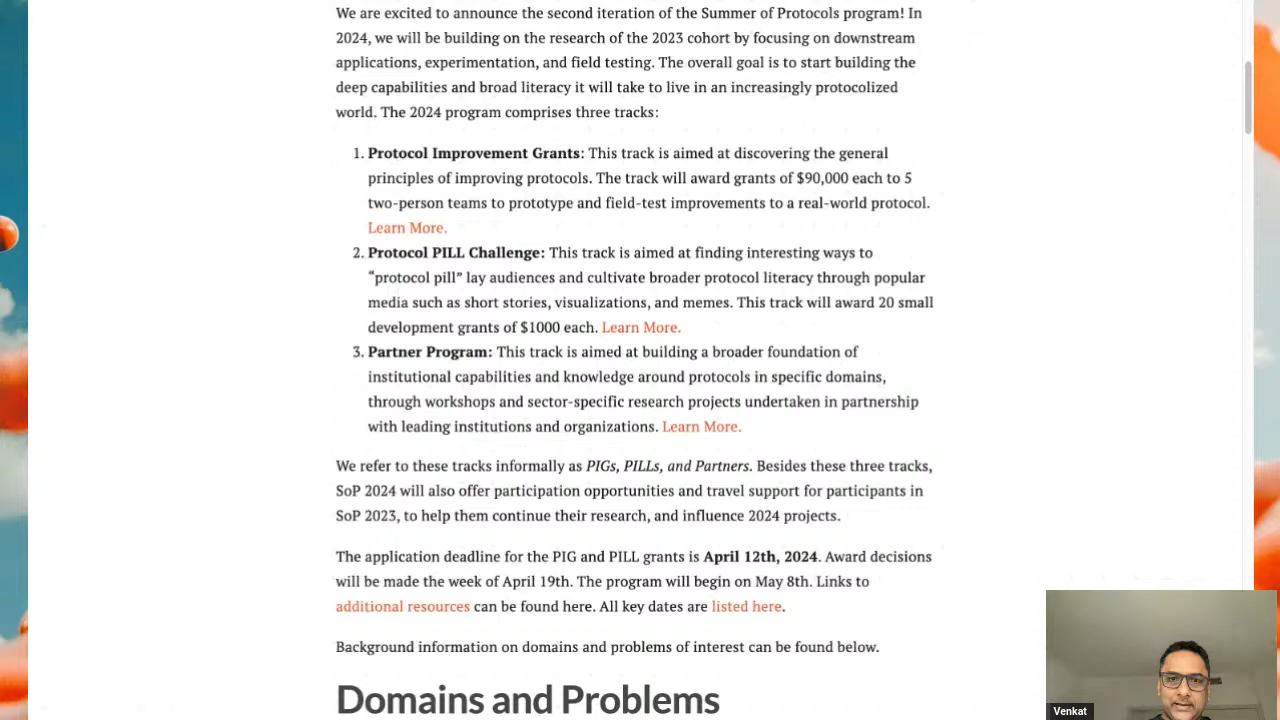 We are excited to announce the second iteration of the Summer of Protocols program! In
2024, we will be building on the research of the 2023 cohort by focusing on downstream
applications, experimentation, and field testing. The overall goal is to start building the
deep capabilities and broad literacy it will take to live in an increasingly protocolized
world. The 2024 program comprises three tracks:
1. Protocol Improvement Grants: This track is aimed at discovering the general
principles of improving protocols. The track will award grants of $90,000 each to 5
two-person teams to prototype and field-test improvements to a real-world protocol.
Learn More.
2. Protocol PILL Challenge: This track is aimed at finding interesting ways to
“protocol pill” lay audiences and cultivate broader protocol literacy through popular
media such as short stories, visualizations, and memes. This track will award 20 small
development grants of $1000 each. Learn More.
3. Partner Program: This track is aimed at building a broader foundation of
institutional capabilities and knowledge around protocols in specific domains,
through workshops and sector-specific research projects undertaken in partnership
with leading institutions and organizations. Learn More.
We refer to these tracks informally as PIGs, PILLs, and Partners. Besides these three tracks,
SoP 2024 will also offer participation opportunities and travel support for participants in
SoP 2023, to help them continue their research, and influence 2024 projects.
The application deadline for the PIG and PILL grants is April 12th, 2024. Award decisions
will be made the week of April 19th. The program will begin on May 8th. Links to
additional resources can be found here. All key dates are listed here.
Background information on domains and problems of interest can be found below.
Domains and Problems
Venkat